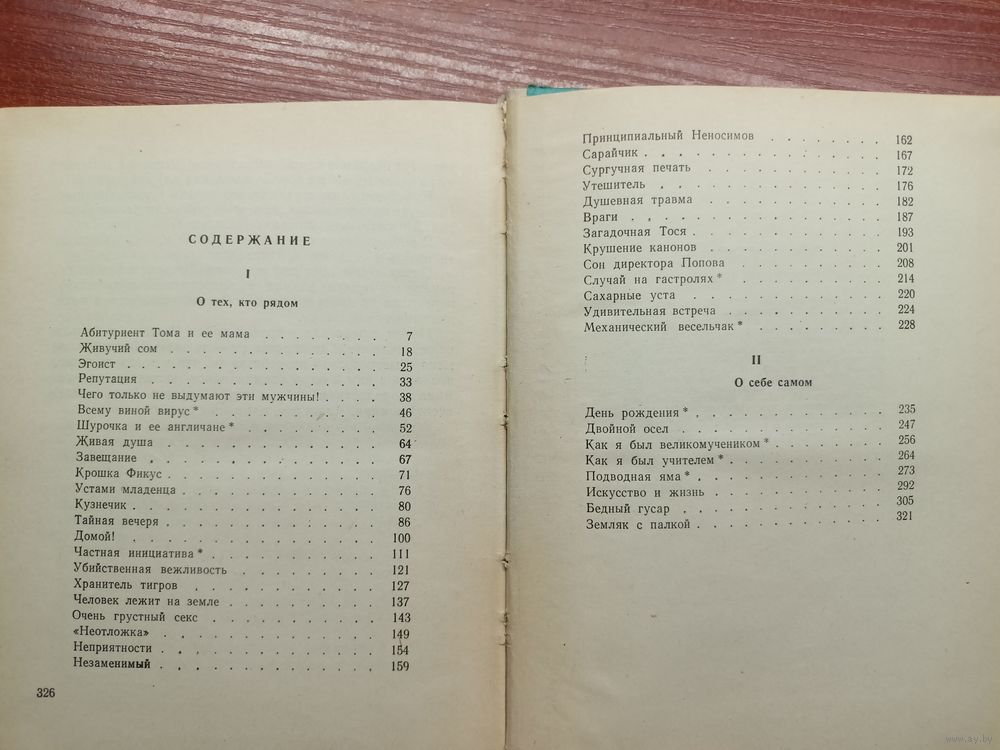 СОДЕРЖАНИЕ
I
О тех, кто рядом
Абитуриент Тома и ее мама . . . . . . . 7
Живучий сом . . . . . . . . . . . . 18
Эгоист . . . . . . . . . . . . . . 25
Репутация . . . . . . . . . . . . . 33
Чего только не выдумают эти мужчины! . . . . 38
Всему виной вирус * . . . . . . . . . . 46
Шурочка и ее англичане * . . . . . . . . 52
Живая душа . . . . . . . . . . . . 64
Завещание . . . . . . . . . . . . . 67
Крошка Фикус . . . . . . . . . . . . 71
Устами младенца . . . . . . . . . . . 76
Кузнечик . . . . . . . . . . . . . 80
Тайная вечеря . . . . . . . . . . . . 86
Домой! . . . . . . . . . . . . . . 100
Частная инициатива * . . . . . . . . . 111
Убийственная вежливость . . . . . . . . 121
Хранитель тигров . . . . . . . . . . 127
Человек лежит на земле . . . . . . . . 137
Очень грустный секс . . . . . . . . . 143
«Неотложка» . . . . . . . . . . . . 149
Неприятности . . . . . . . . . . . . 154
Незаменимый . . . . . . . . . . . . 159
326
Принципиальный Неносимов . . . . . . . 162
Сарайчик . . . . . . . . . . . . . 167
Сургучная печать . . . . . . . . . . 172
Утешитель . . . . . . . . . . . . . 176
Душевная травма . . . . . . . . . . 182
Враги . . . . . . . . . . . . . . 187
Загадочная Тося . . . . . . . . . . . 193
Крушение канонов . . . . . . . . . . 201
Сон директора Попова . . . . . . . . . 208
Случай на гастролях * . . . . . . . . . 214
Сахарные уста . . . . . . . . . . . 220
Удивительная встреча . . . . . . . . . 224
Механический весельчак * . . . . . . . . 228
II
О себе самом
День рождения * . . . . . . . . . . . 235
Двойной осел . . . . . . . . . . . . 247
Как я был великомучеником * . . . . . . . 256
Как я был учителем * . . . . . . . . . 264
Подводная яма * . . . . . . . . . . . 273
Искусство и жизнь . . . . . . . . . . 292
Бедный гусар . . . . . . . . . . . . 305
Земляк с палкой . . . . . . . . . . . 321
www.ay.by